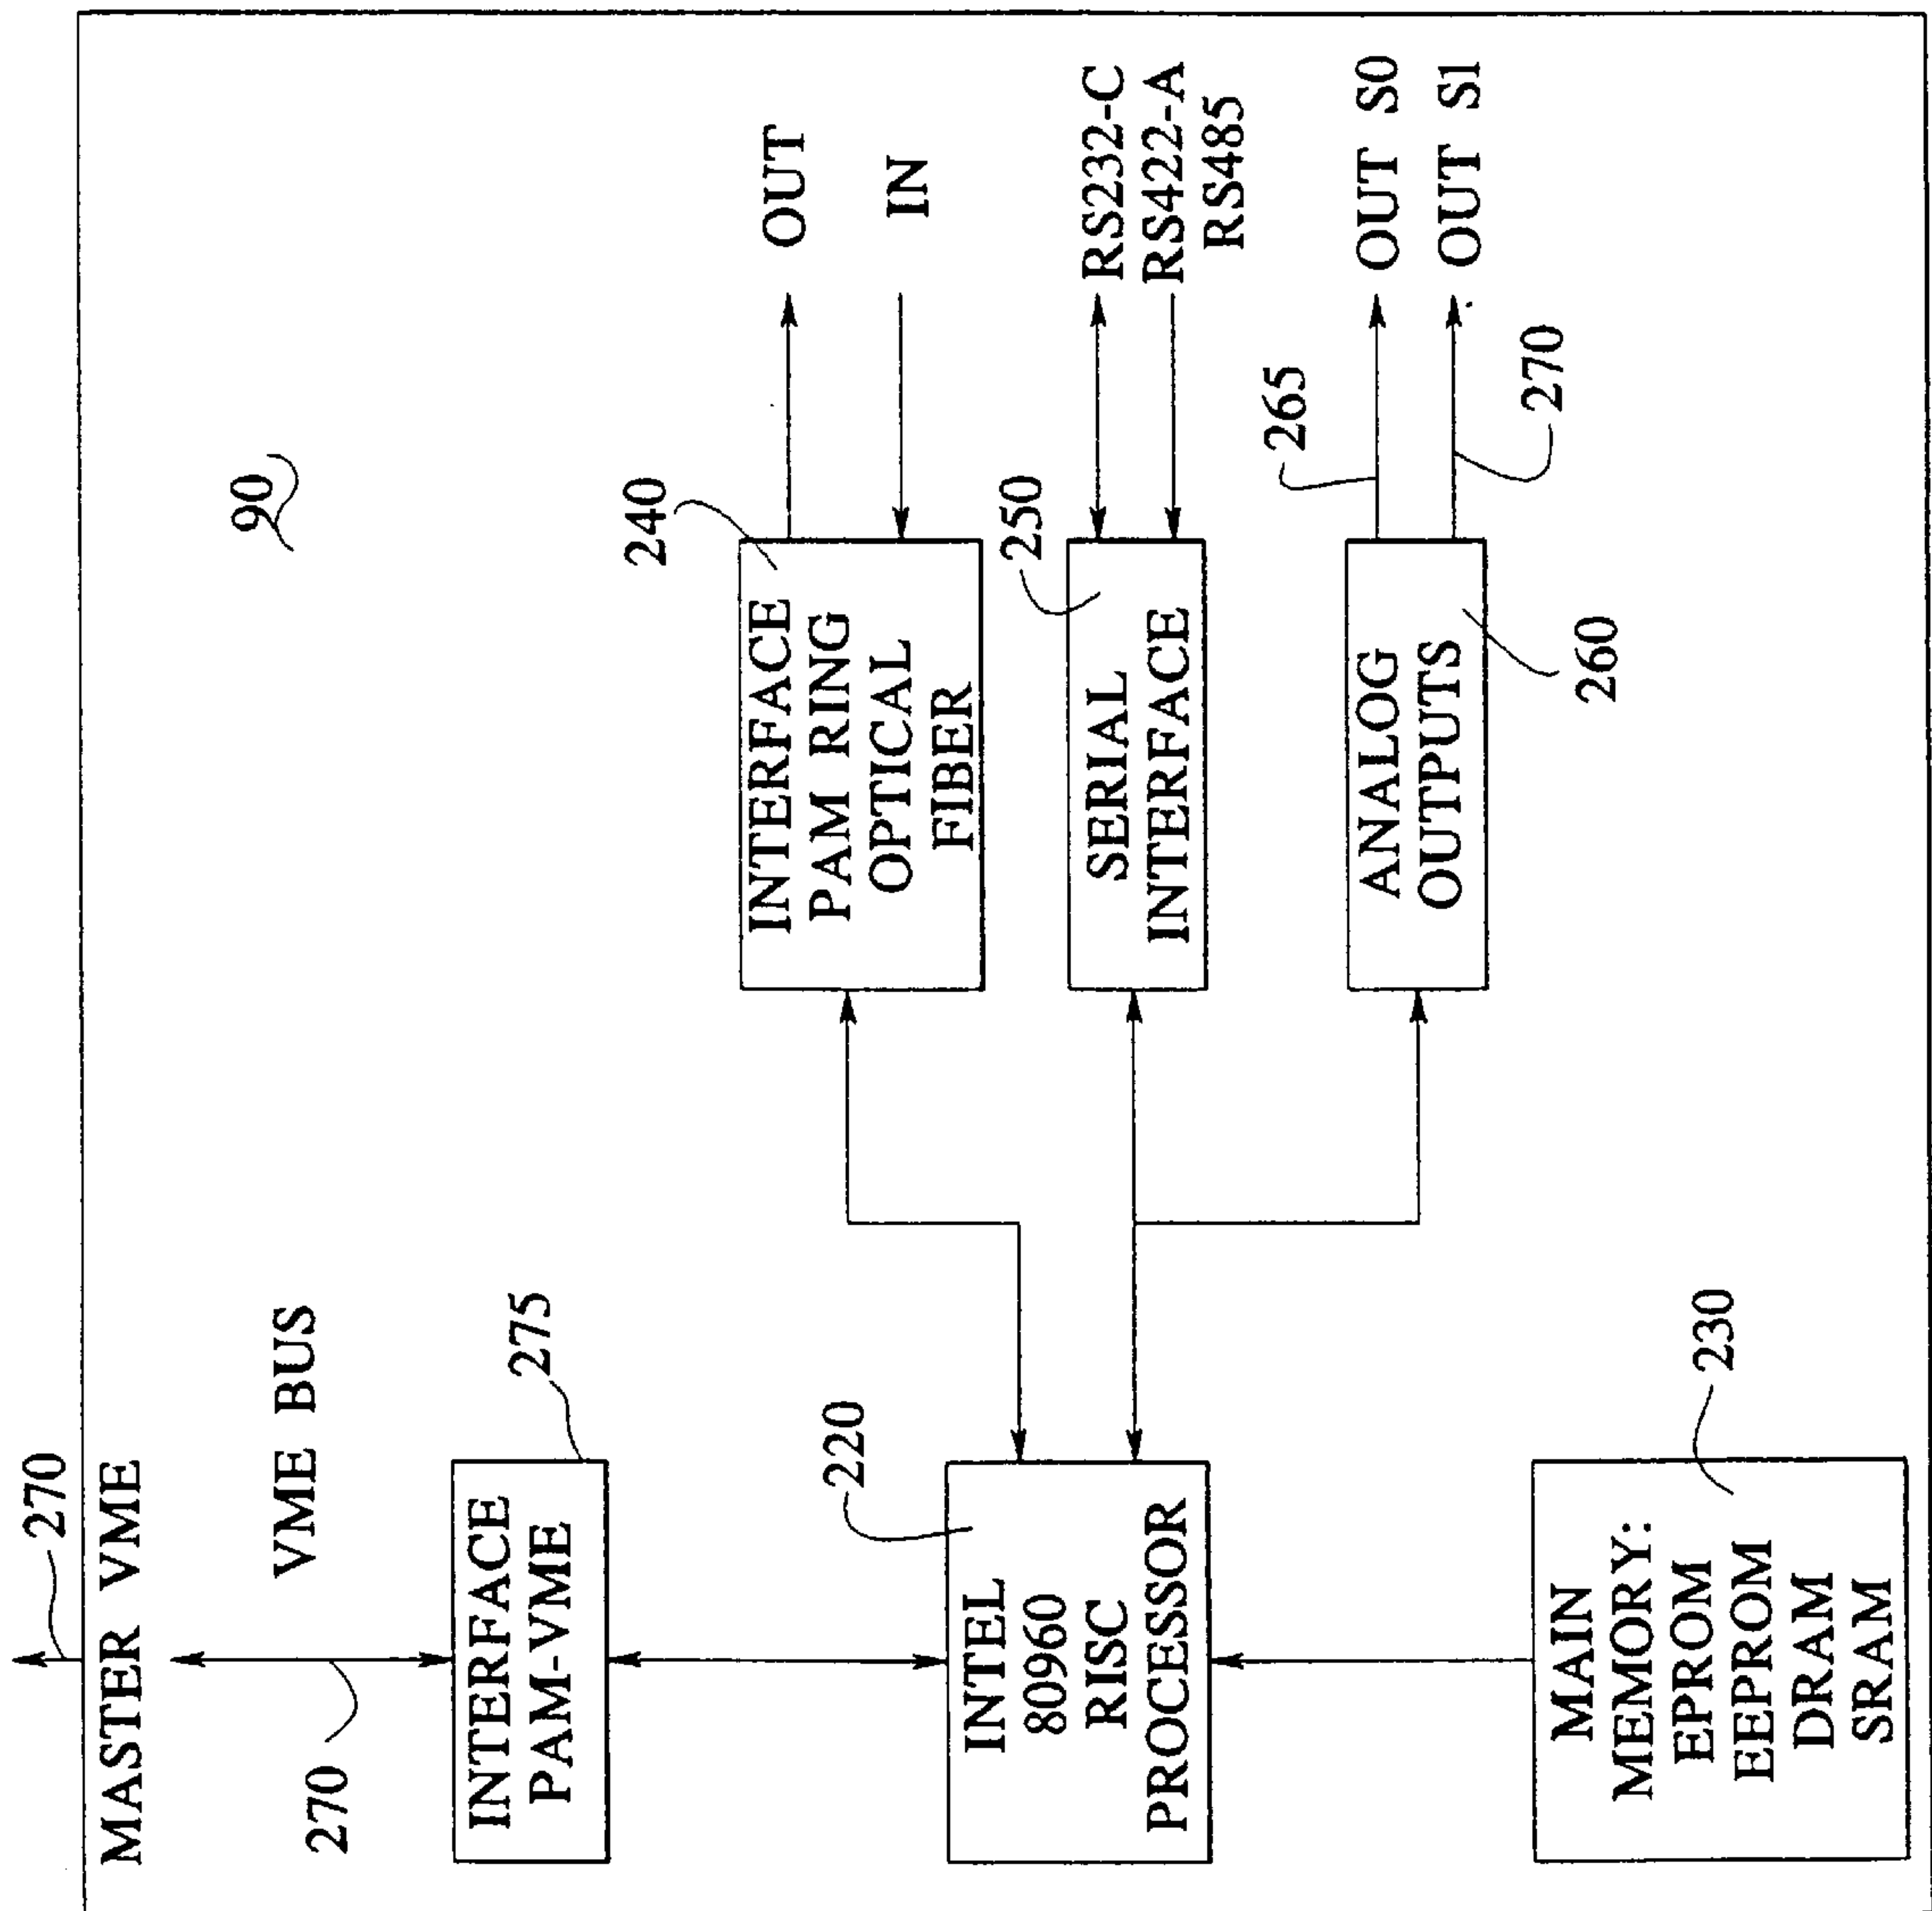 270
MASTER VME
VME BUS
270
INTERFACE
PAM-VME
275
90
220
INTEL
80960
RISC
PROCESSOR
MAIN
MEMORY:
EPROM
EEPROM
DRAM
SRAM
230
240
INTERFACE
PAM RING
OPTICAL
FIBER
OUT
IN
250
SERIAL
INTERFACE
RS232-C
RS422-A
RS485
ANALOG
OUTPUTS
260
265
OUT S0
OUT S1
270